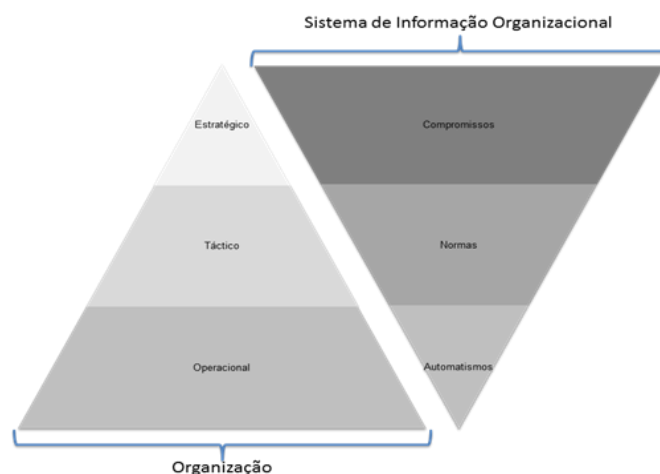 Sistema de Informação Organizacional
Estratégico
Compromissos
Táctico
Normas
Operacional
Automatismos
Organização